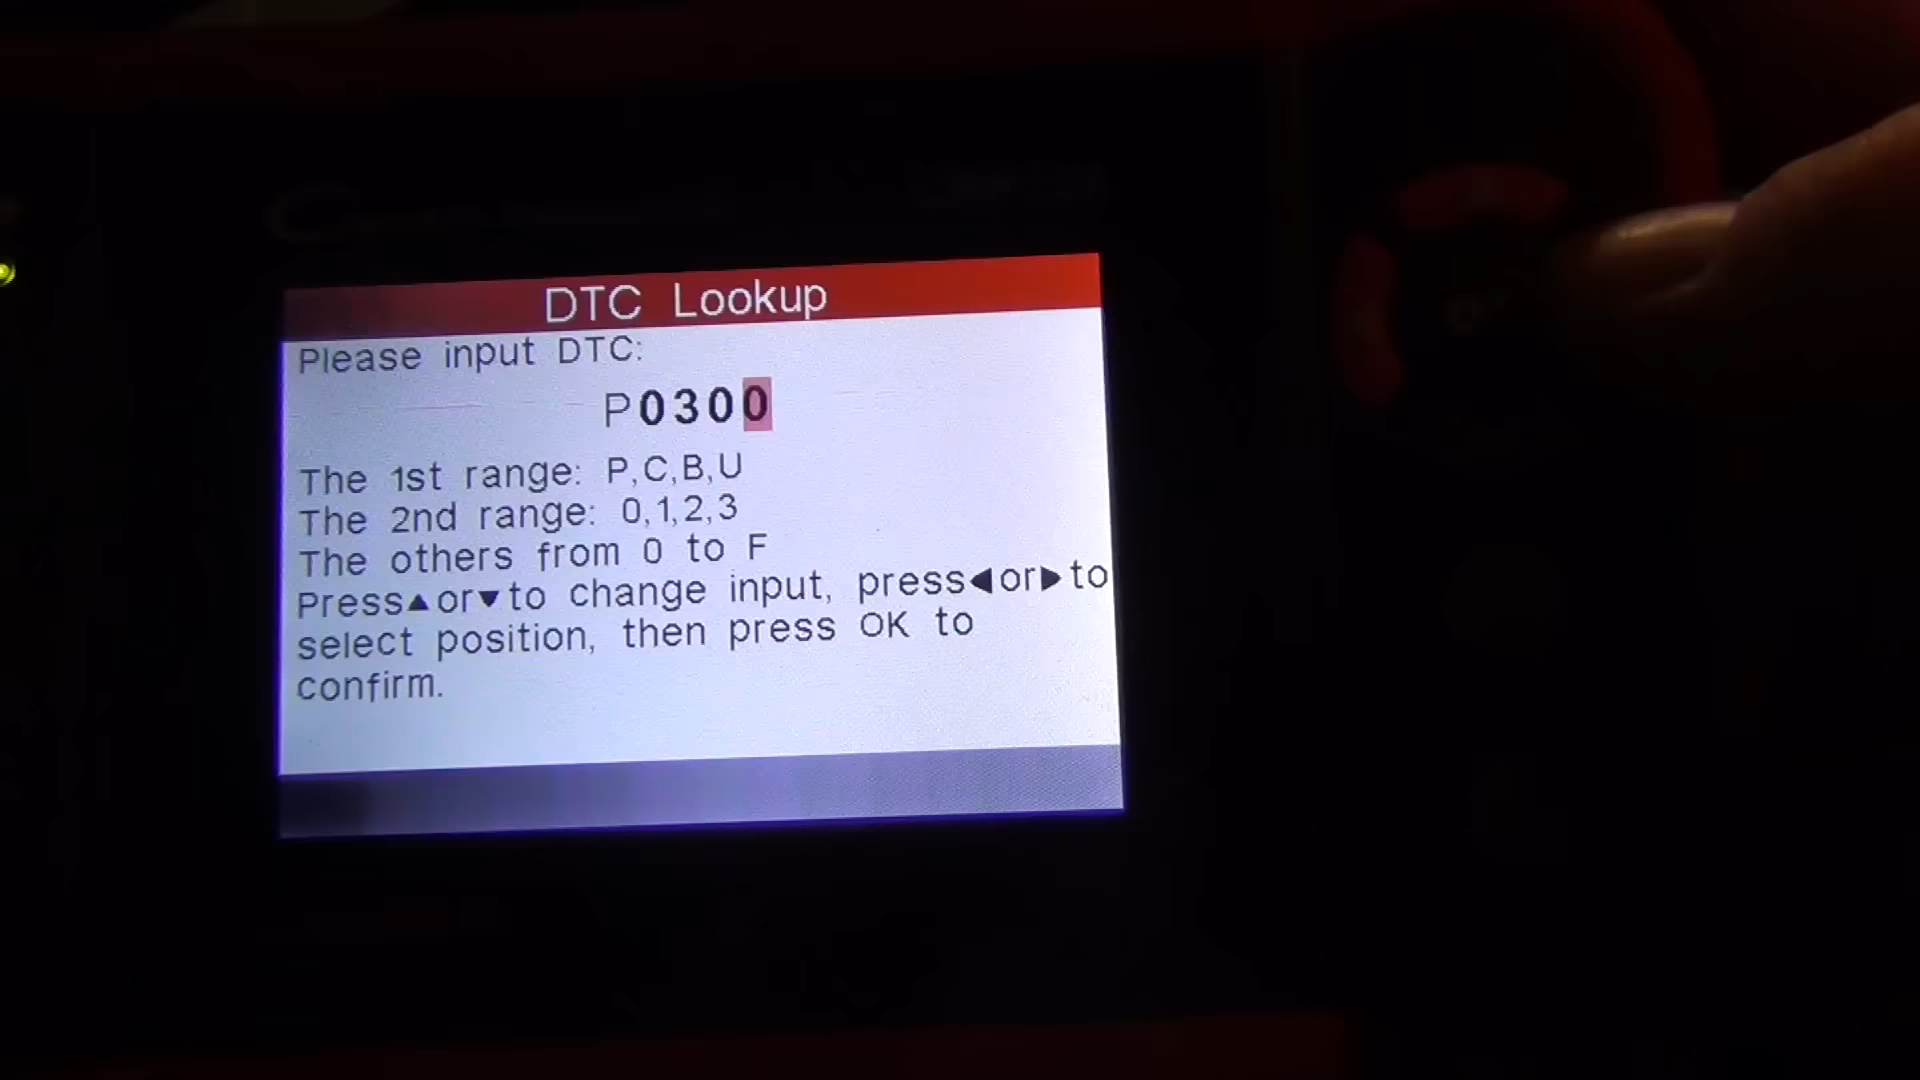 DTC Lookup
Please input DTC:
P0300
The 1st range: P,C,B,U
The 2nd range: 0,1,2,3
The others from 0 to F
Press▲or▼to change input, press◀or▶to
select position, then press OK to
confirm.